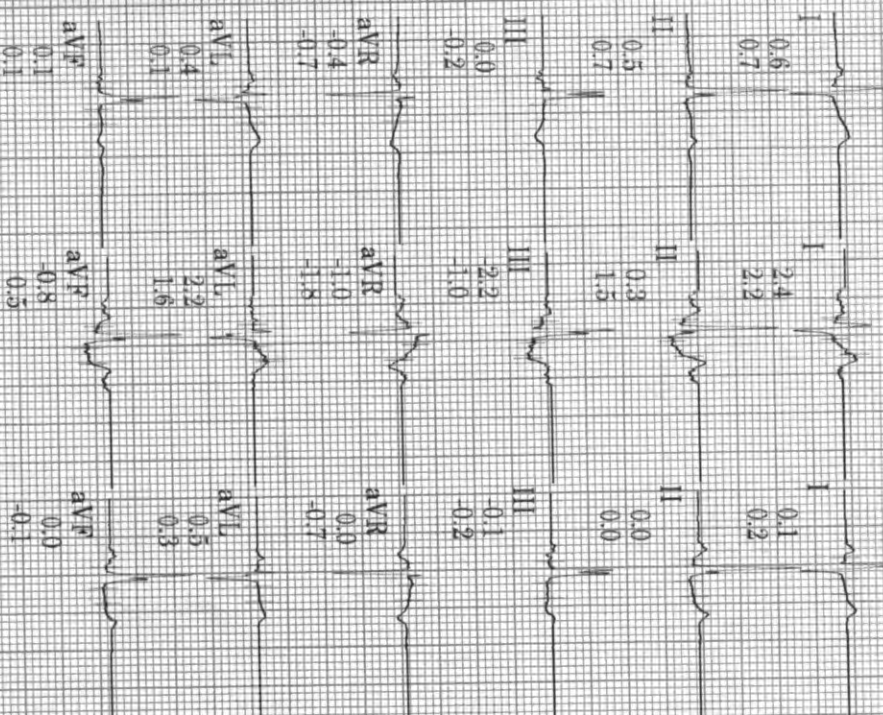 I I I
0.6 2.4 0.1
0.7 2.2 0.2
II II II
0.5 0.3 0.0
0.7 1.5 0.0
III III III
0.0 -2.2 -0.1
-0.2 -1.0 -0.2
aVR aVR aVR
-0.4 -1.0 0.0
-0.7 -1.8 -0.7
aVL aVL aVL
0.4 2.2 0.5
0.1 1.6 0.3
aVF aVF aVF
0.1 -0.8 0.0
0.1 0.5 -0.1